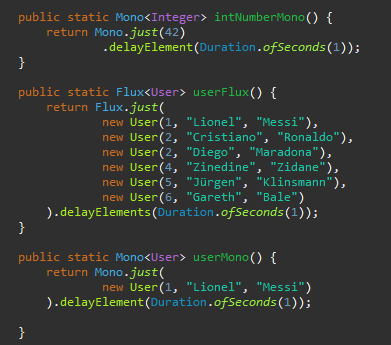 public static Mono<Integer> intNumberMono() {
return Mono.just(42)
.delayElement(Duration.ofSeconds(1));
}
public static Flux<User> userFlux() {
return Flux.just(
new User(1, "Lionel", "Messi"),
new User(2, "Cristiano", "Ronaldo"),
new User(2, "Diego", "Maradona"),
new User(4, "Zinedine", "Zidane"),
new User(5, "Jürgen", "Klinsmann"),
new User(6, "Gareth", "Bale")
).delayElements(Duration.ofSeconds(1));
}
public static Mono<User> userMono() {
return Mono.just(
new User(1, "Lionel", "Messi")
).delayElement(Duration.ofSeconds(1));
}